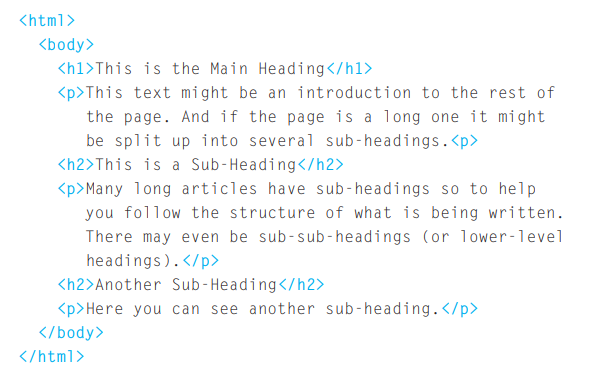 <html>
<body>
<h1>This is the Main Heading</h1>
<p>This text might be an introduction to the rest of
the page. And if the page is a long one it might
be split up into several sub-headings.<p>
<h2>This is a Sub-Heading</h2>
<p>Many long articles have sub-headings so to help
you follow the structure of what is being written.
There may even be sub-sub-headings (or lower-level
headings).</p>
<h2>Another Sub-Heading</h2>
<p>Here you can see another sub-heading.</p>
</body>
</html>